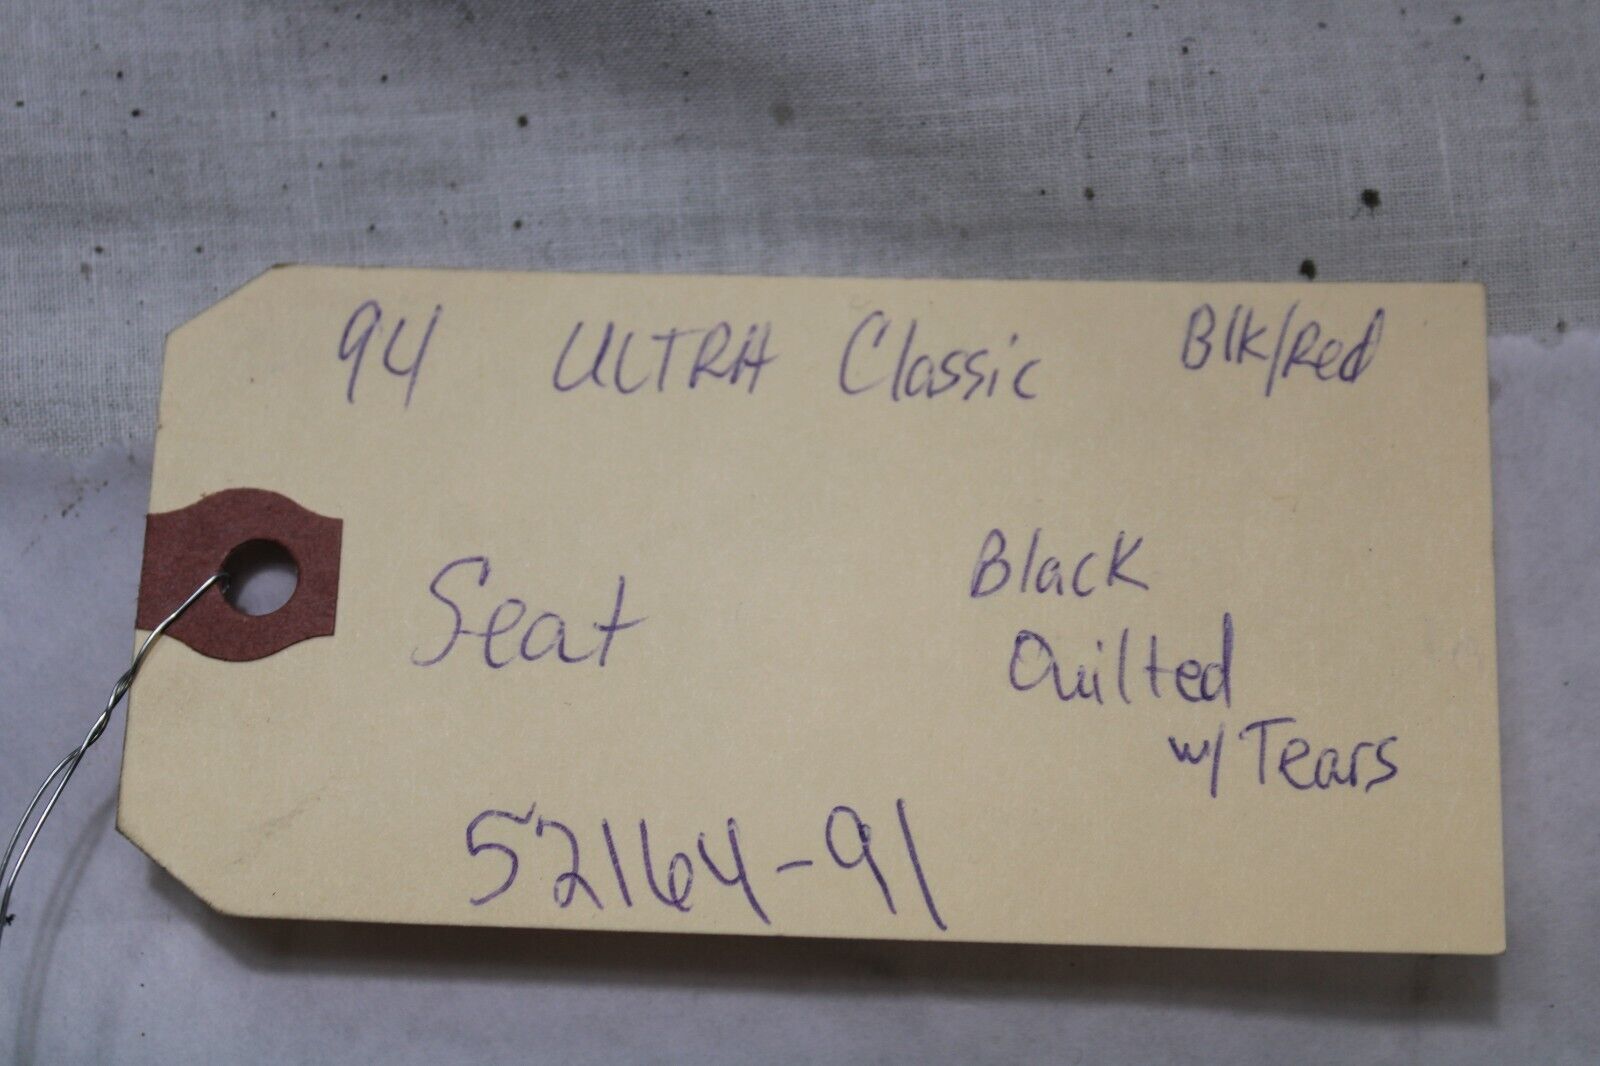 94 ULTRA Classic Blk/Red
Seat
Black
Quilted
w/ Tears
52164-91